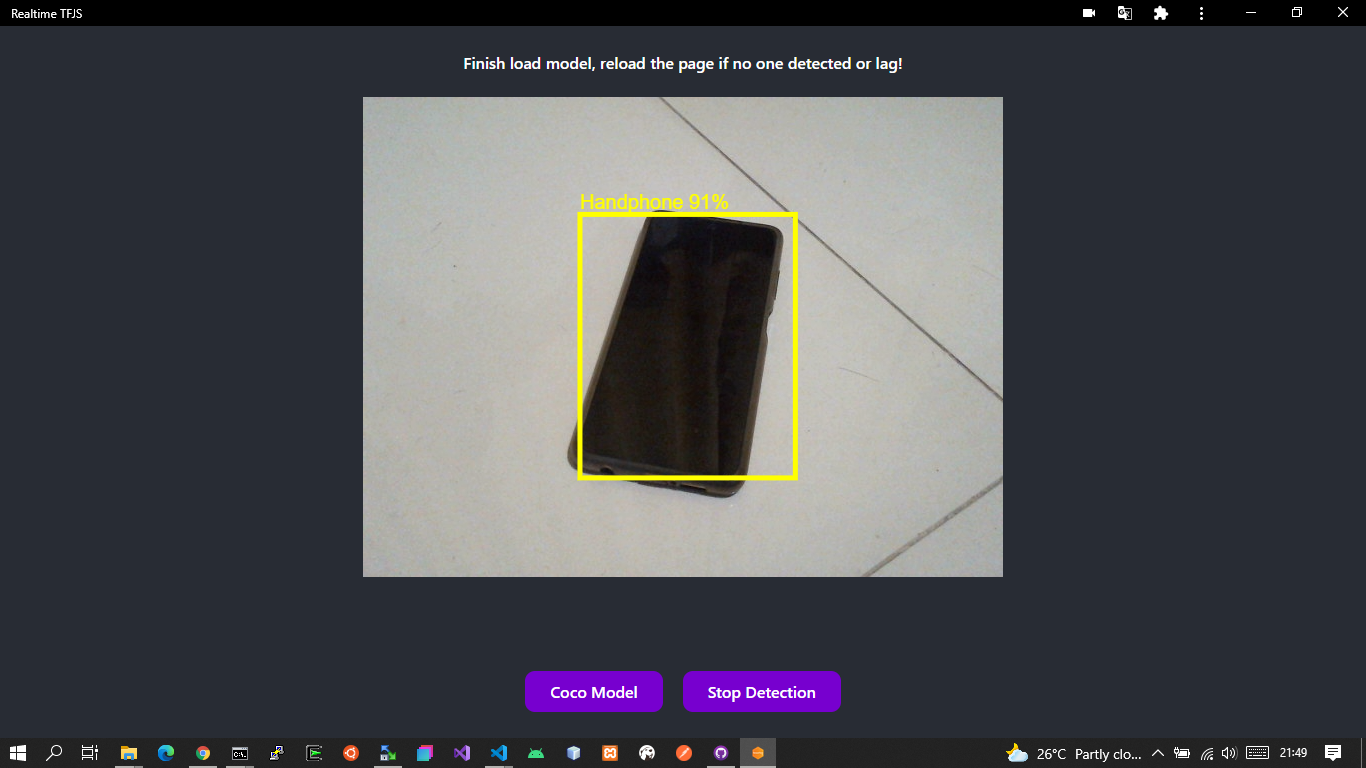 Realtime TFJS
Finish load model, reload the page if no one detected or lag!
Handphone 91%
Coco Model
Stop Detection
26°C Partly clo...
21:49